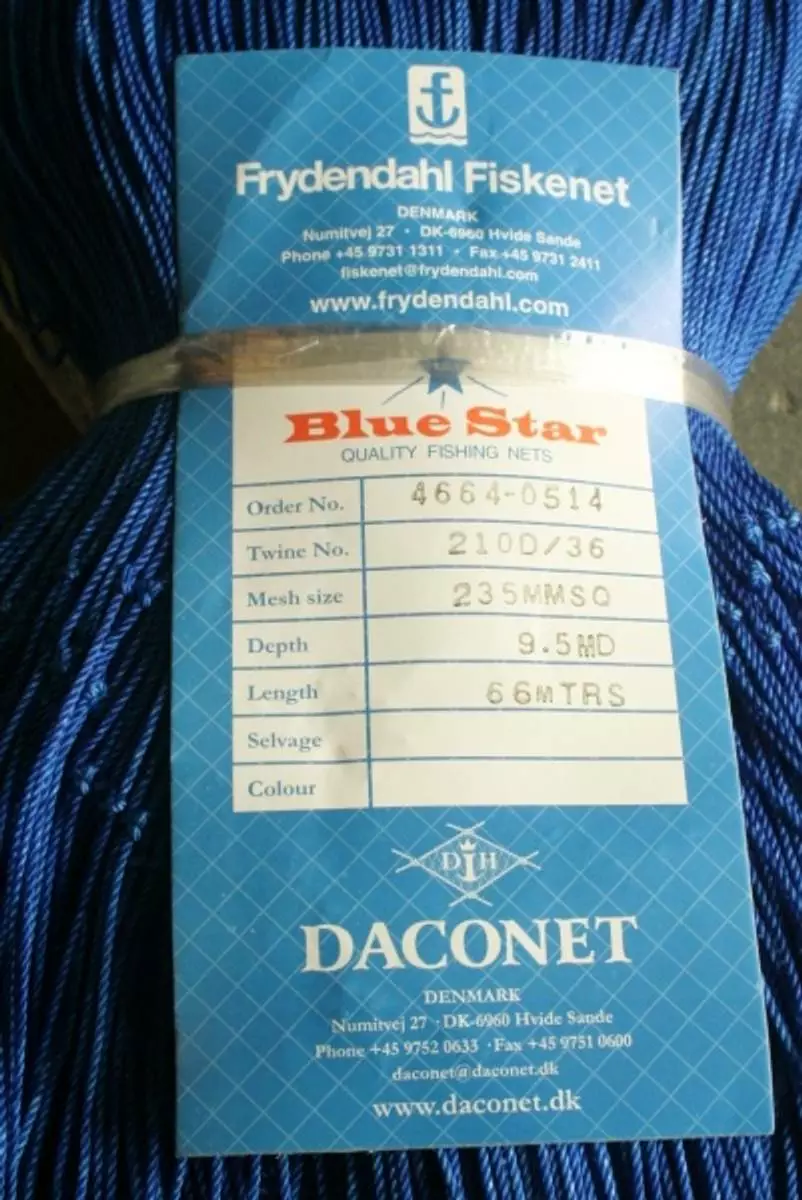 Frydendahl Fiskenet
DENMARK
Numitvej 27 · DK-6960 Hvide Sande
Phone +45 9731 1311 · Fax +45 9731 2411
fiskenet@frydendahl.com
www.frydendahl.com
Blue Star
QUALITY FISHING NETS
Order No. 4664-0514
Twine No. 210D/36
Mesh size 235MMSQ
Depth 9.5MD
Length 66MTRS
Selvage
Colour
D H
DACONET
DENMARK
Numitvej 27 · DK-6960 Hvide Sande
Phone +45 9752 0633 · Fax +45 9751 0600
daconet@daconet.dk
www.daconet.dk